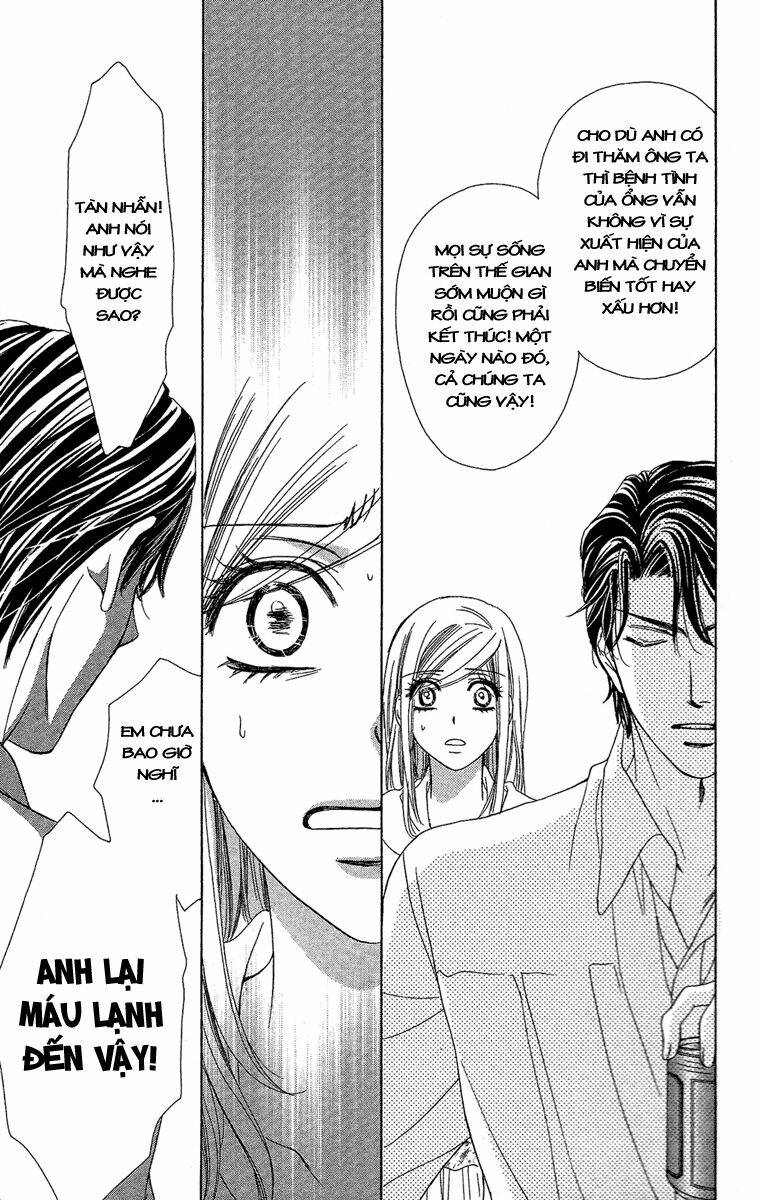 CHO DÙ ANH CÓ
ĐI THĂM ÔNG TA
THÌ BỆNH TÌNH
CỦA ỔNG VẪN
KHÔNG VÌ SỰ
XUẤT HIỆN CỦA
ANH MÀ CHUYỂN
BIẾN TỐT HAY
XẤU HƠN!
MỌI SỰ SỐNG
TRÊN THẾ GIAN
SỚM MUỘN GÌ
RỒI CŨNG PHẢI
KẾT THÚC! MỘT
NGÀY NÀO ĐÓ,
CẢ CHÚNG TA
CŨNG VẬY!
TÀN NHẪN!
ANH NÓI
NHƯ VẬY
MÀ NGHE
ĐƯỢC
SAO?
EM CHƯA
BAO GIỜ
NGHĨ
...
ANH LẠI
MÁU LẠNH
ĐẾN VẬY!